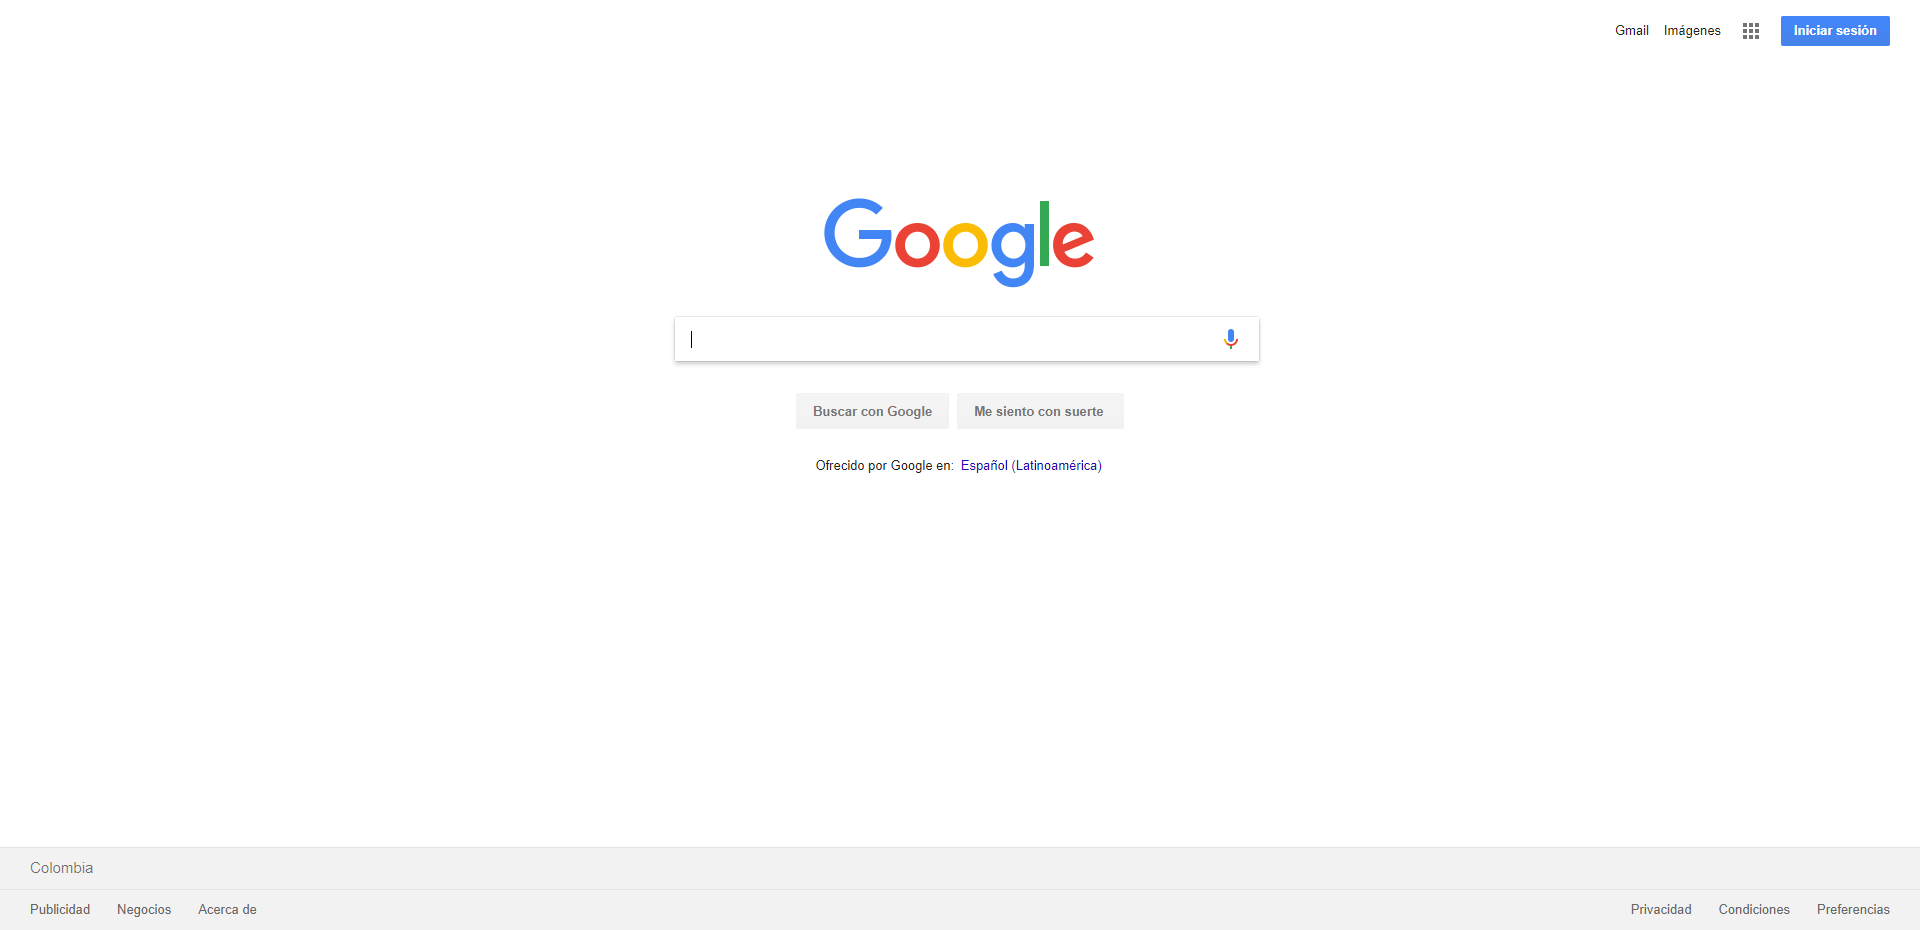 Gmail Imágenes Iniciar sesión
Google
Buscar con Google Me siento con suerte
Ofrecido por Google en: Español (Latinoamérica)
Colombia
Publicidad Negocios Acerca de Privacidad Condiciones Preferencias